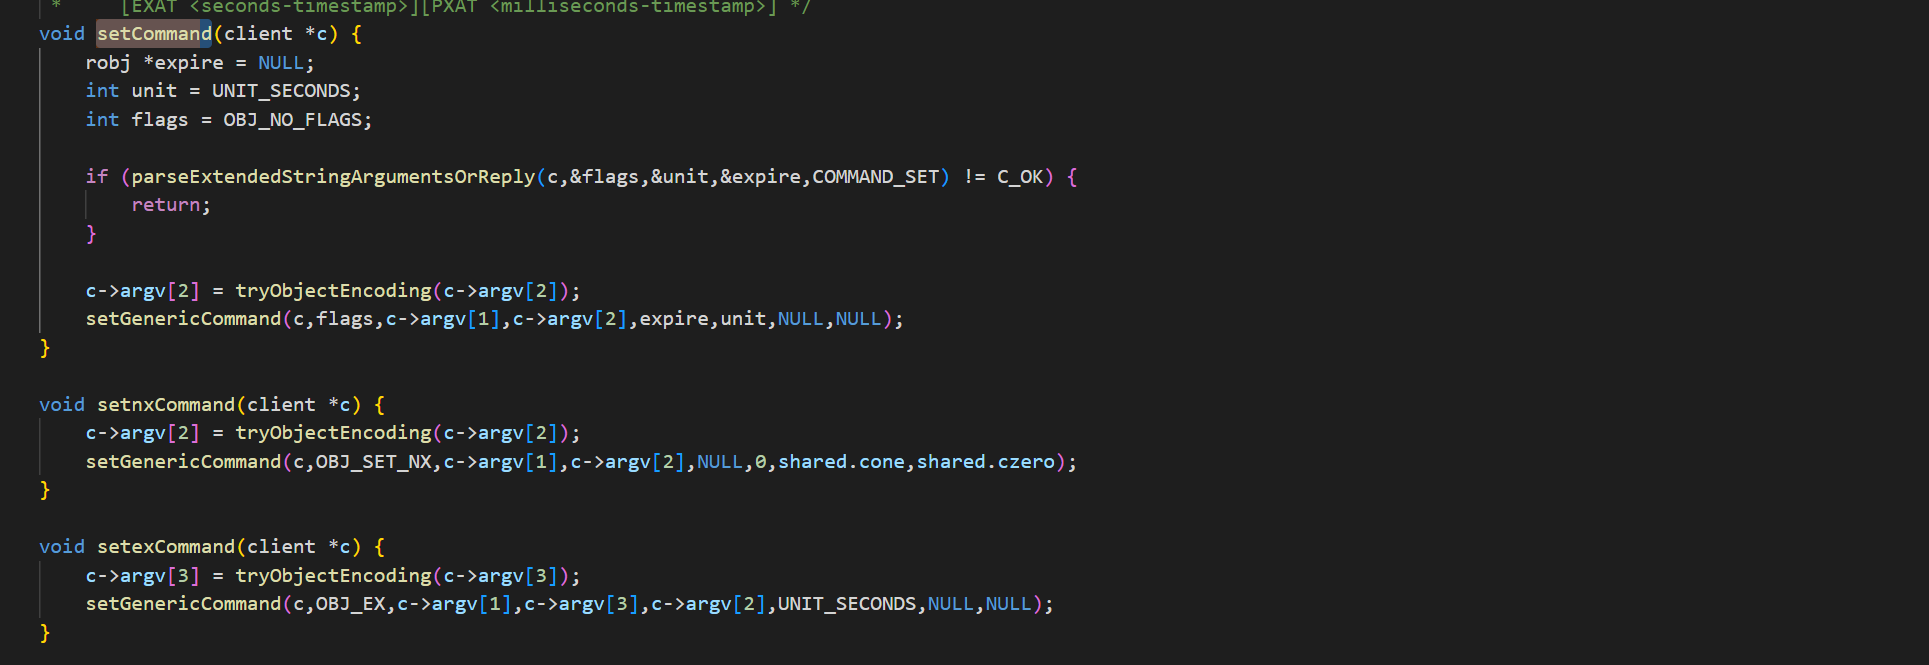 *     [EXAT <seconds-timestamp>][PXAT <milliseconds-timestamp>] */
void setCommand(client *c) {
    robj *expire = NULL;
    int unit = UNIT_SECONDS;
    int flags = OBJ_NO_FLAGS;

    if (parseExtendedStringArgumentsOrReply(c,&flags,&unit,&expire,COMMAND_SET) != C_OK) {
        return;
    }

    c->argv[2] = tryObjectEncoding(c->argv[2]);
    setGenericCommand(c,flags,c->argv[1],c->argv[2],expire,unit,NULL,NULL);
}

void setnxCommand(client *c) {
    c->argv[2] = tryObjectEncoding(c->argv[2]);
    setGenericCommand(c,OBJ_SET_NX,c->argv[1],c->argv[2],NULL,0,shared.cone,shared.czero);
}

void setexCommand(client *c) {
    c->argv[3] = tryObjectEncoding(c->argv[3]);
    setGenericCommand(c,OBJ_EX,c->argv[1],c->argv[3],c->argv[2],UNIT_SECONDS,NULL,NULL);
}